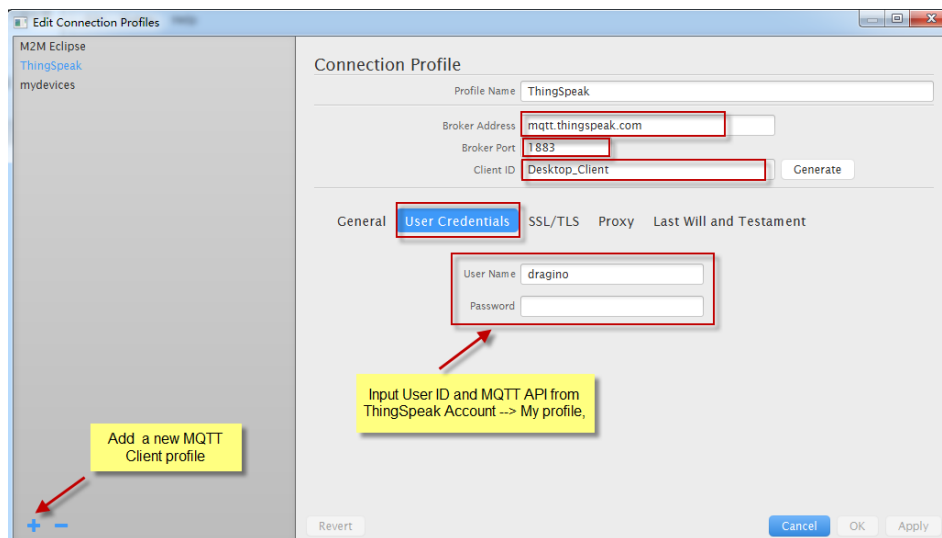 Edit Connection Profiles
M2M Eclipse
ThingSpeak
mydevices
Connection Profile
Profile Name ThingSpeak
Broker Address mqtt.thingspeak.com
Broker Port 1883
Client ID Desktop_Client Generate
General User Credentials SSL/TLS Proxy Last Will and Testament
User Name dragino
Password
Input User ID and MQTT API from
ThingSpeak Account --> My profile,
Add a new MQTT
Client profile
Revert Cancel OK Apply